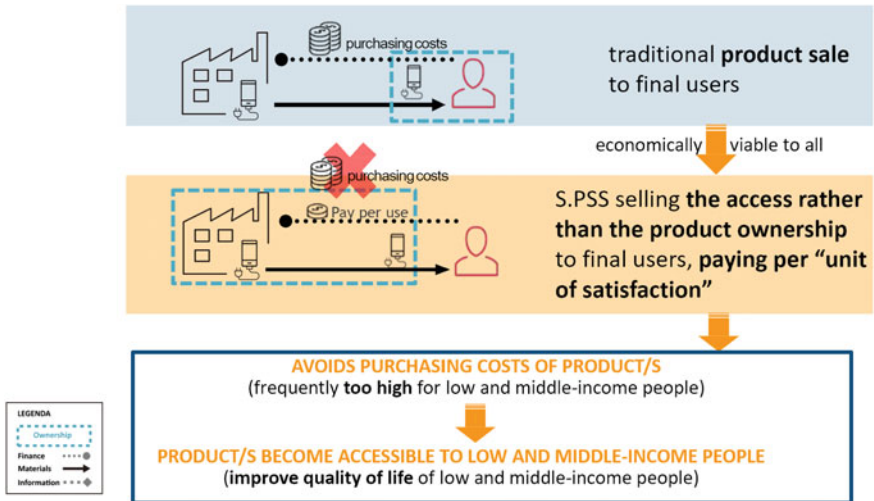 purchasing costs
traditional product sale
to final users
economically viable to all
purchasing costs
Pay per use
S.PSS selling the access rather
than the product ownership
to final users, paying per “unit
of satisfaction”
AVOIDS PURCHASING COSTS OF PRODUCT/S
(frequently too high for low and middle-income people)
PRODUCT/S BECOME ACCESSIBLE TO LOW AND MIDDLE-INCOME PEOPLE
(improve quality of life of low and middle-income people)
LEGENDA
Ownership
Finance
Materials
Information